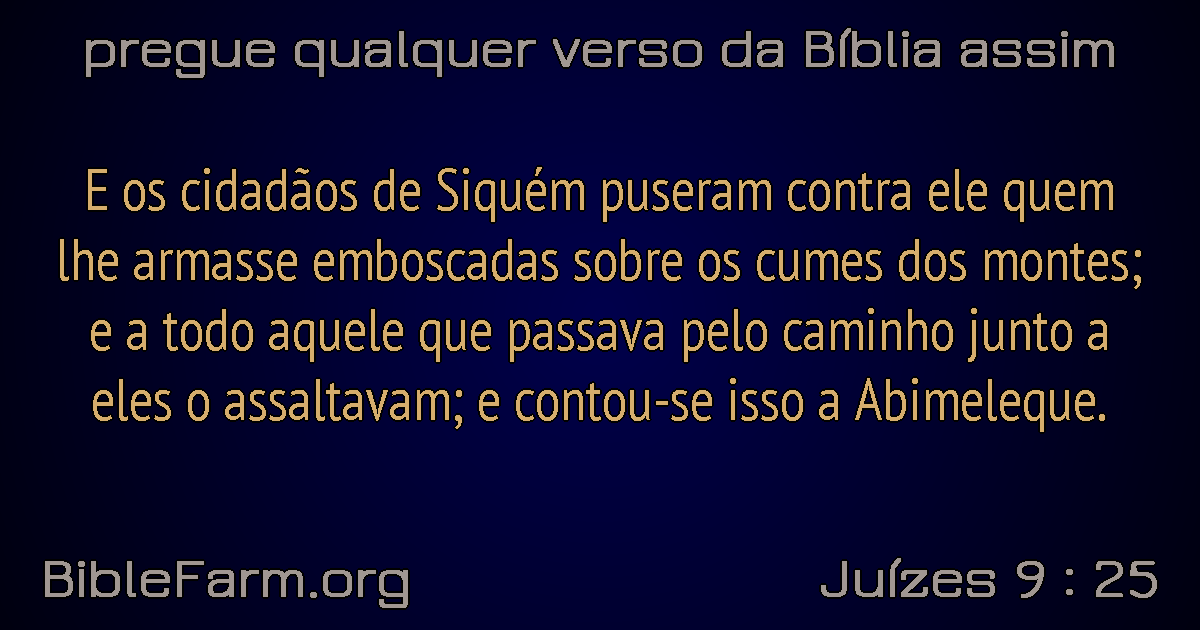 pregue qualquer verso da Bíblia assim
E os cidadãos de Siquém puseram contra ele quem
lhe armasse emboscadas sobre os cumes dos montes;
e a todo aquele que passava pelo caminho junto a
eles o assaltavam; e contou-se isso a Abimeleque.
BibleFarm.org
Juízes 9 : 25